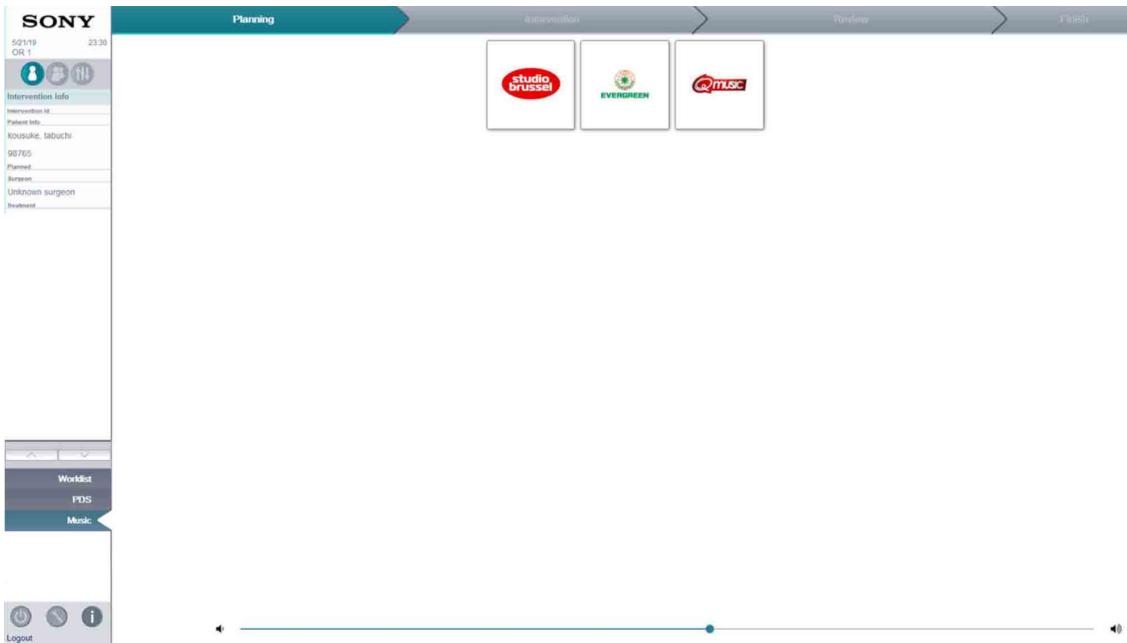 SONY
5/21/19 23:30
OR 1
Intervention Info
Intervention Id
Patient Info
kousuke, tabuchi
98765
Planned
Surgeon
Unknown surgeon
Treatment
Worklist
PDS
Music
Logout
Planning Intervention Review Finish
studio brussel
EVERGREEN
Qmusic